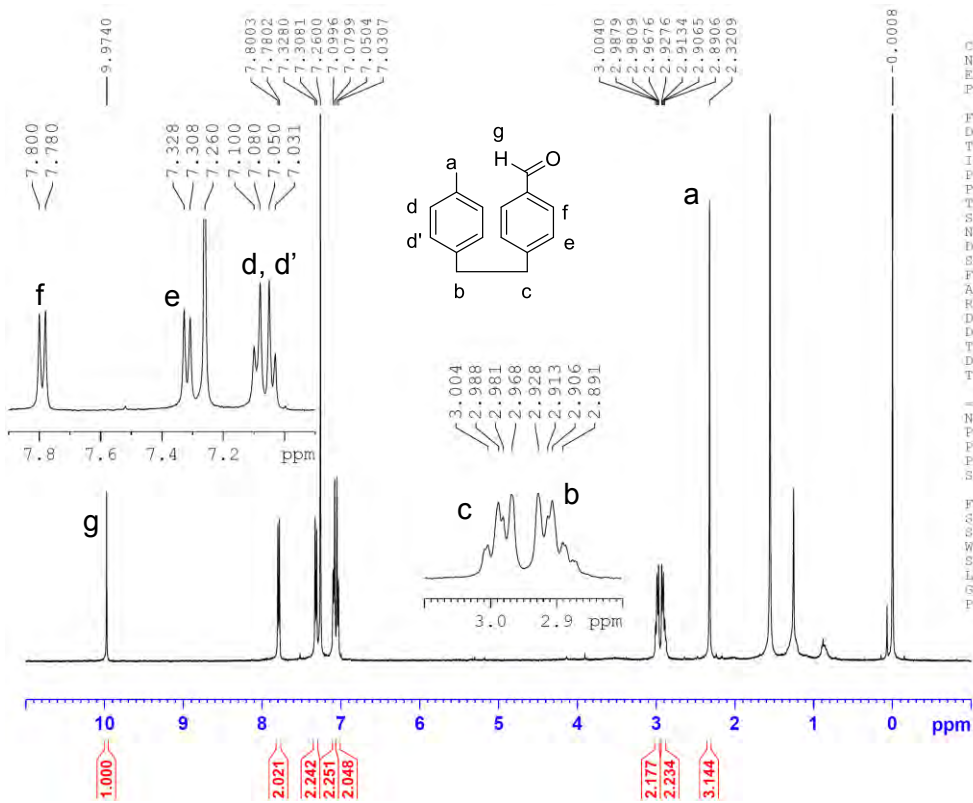 9.9740
7.8003
7.7802
7.3280
7.3081
7.2600
7.0996
7.0799
7.0504
7.0307
3.0040
2.9879
2.9809
2.9676
2.9276
2.9134
2.9065
2.8906
2.3209
-0.0008
7.800
7.780
7.328
7.308
7.260
7.100
7.080
7.050
7.031
f
e
d, d’
7.8 7.6 7.4 7.2 ppm
g
H O
a
d
d'
f
e
b c
a
3.004
2.988
2.981
2.968
2.928
2.913
2.906
2.891
c b
3.0 2.9 ppm
g
10 9 8 7 6 5 4 3 2 1 0 ppm
1.000
2.021
2.242
2.251
2.048
2.177
2.234
3.144
C
N
E
P
F
D
T
I
P
P
T
S
N
D
S
F
A
R
D
D
T
D
T
=
N
P
P
P
S
F
G
S
W
S
L
G
P